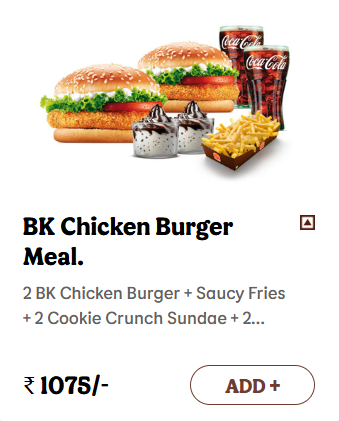 Coca-Cola
Coca-Cola
BK Chicken Burger
Meal.
2 BK Chicken Burger + Saucy Fries
+ 2 Cookie Crunch Sundae + 2...
₹ 1075/-
ADD +